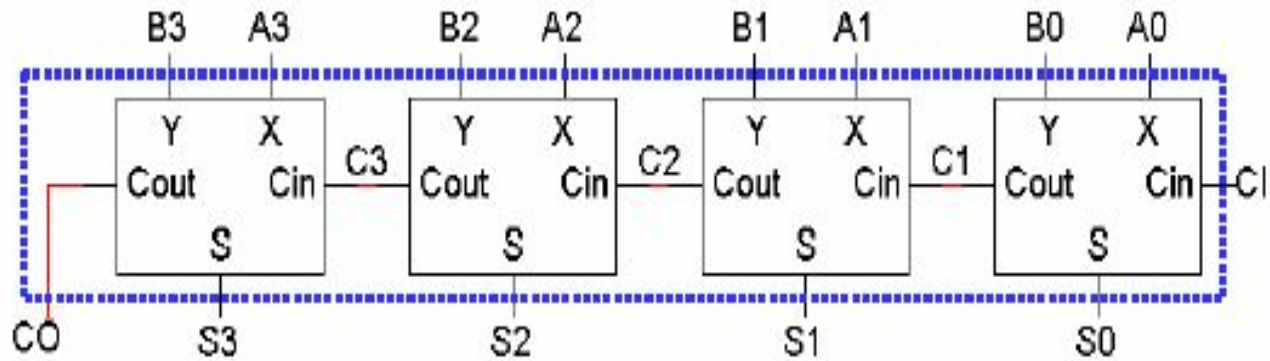 B3 A3 B2 A2 B1 A1 B0 A0
Y X Y X Y X Y X
Cout Cin C3 Cout Cin C2 Cout Cin C1 Cout Cin CI
S S S S
CO S3 S2 S1 S0